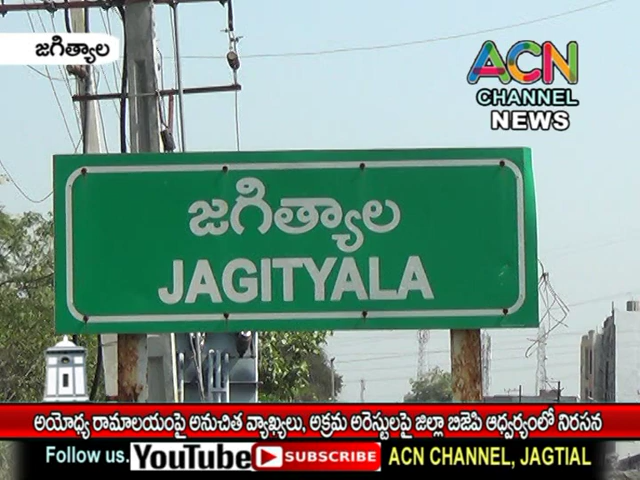 జగిత్యాల
ACN
CHANNEL
NEWS
జగిత్యాల
JAGITYALA
అయోధ్య రామాలయంపై అనుచిత వ్యాఖ్యలు, అక్రమ అరెస్టులపై జిల్లా బిజెపి ఆధ్వర్యంలో నిరసన
Follow us. YouTube SUBSCRIBE ACN CHANNEL, JAGTIAL